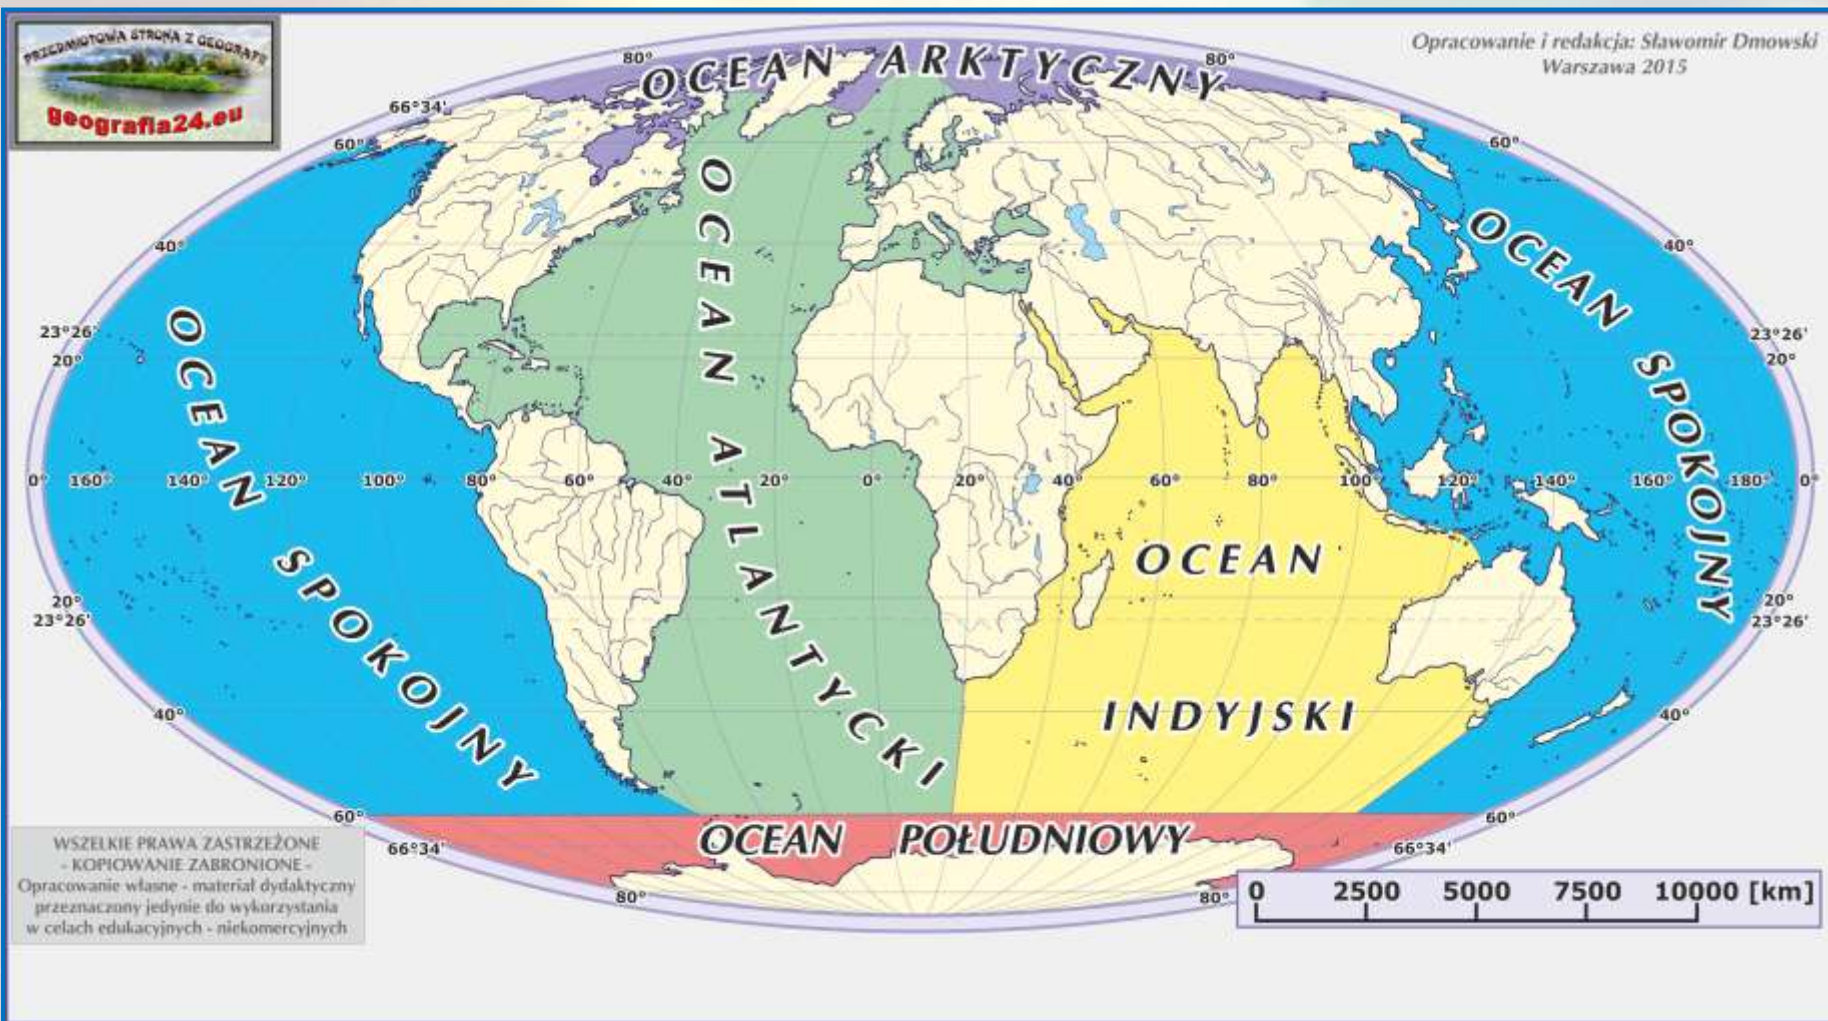 PRZEDMIOTOWA STRONA Z GEOGRAFII
geografia24.eu
Opracowanie i redakcja: Sławomir Dmowski
Warszawa 2015
OCEAN ARKTYCZNY
80° 80°
66°34'
60° 60°
40° 40°
23°26' 23°26'
20° 20°
OCEAN SPOKOJNY
OCEAN ATLANTYCKI
OCEAN SPOKOJNY
0° 160° 140° 120° 100° 80° 60° 40° 20° 0° 20° 40° 60° 80° 100° 120° 140° 160° 180° 0°
OCEAN
INDYJSKI
20° 20°
23°26' 23°26'
40° 40°
60° 60°
OCEAN POŁUDNIOWY
66°34' 66°34'
80° 80°
WSZELKIE PRAWA ZASTRZEŻONE
- KOPIOWANIE ZABRONIONE -
Opracowanie własne - materiał dydaktyczny
przeznaczony jedynie do wykorzystania
w celach edukacyjnych - niekomercyjnych
0 2500 5000 7500 10000 [km]